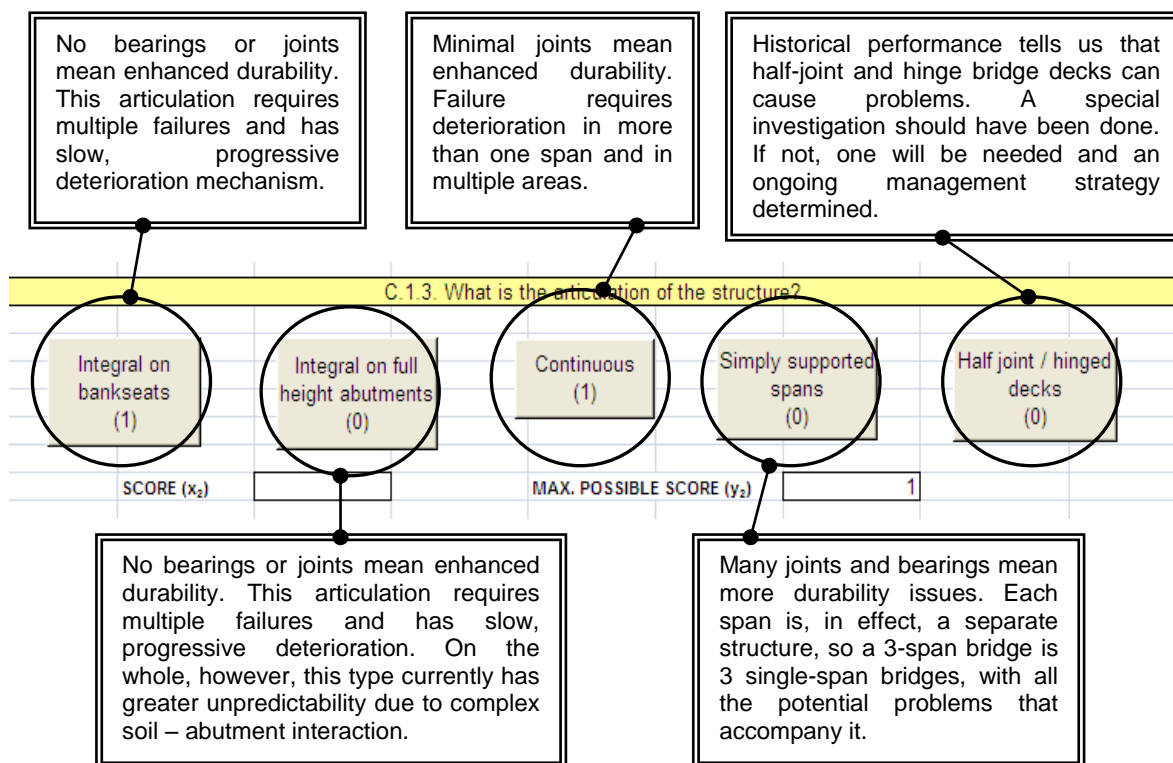 No bearings or joints
mean enhanced durability.
This articulation requires
multiple failures and has
slow, progressive
deterioration mechanism.
Minimal joints mean
enhanced durability.
Failure requires
deterioration in more
than one span and in
multiple areas.
Historical performance tells us that
half-joint and hinge bridge decks can
cause problems. A special
investigation should have been done.
If not, one will be needed and an
ongoing management strategy
determined.
C.1.3. What is the articulation of the structure?
Integral on
bankseats
(1)
Integral on full
height abutments
(0)
Continuous
(1)
Simply supported
spans
(0)
Half joint / hinged
decks
(0)
SCORE (x₂)
MAX. POSSIBLE SCORE (y₂) 1
No bearings or joints mean enhanced
durability. This articulation requires
multiple failures and has slow,
progressive deterioration. On the
whole, however, this type currently has
greater unpredictability due to complex
soil – abutment interaction.
Many joints and bearings mean
more durability issues. Each
span is, in effect, a separate
structure, so a 3-span bridge is
3 single-span bridges, with all
the potential problems that
accompany it.